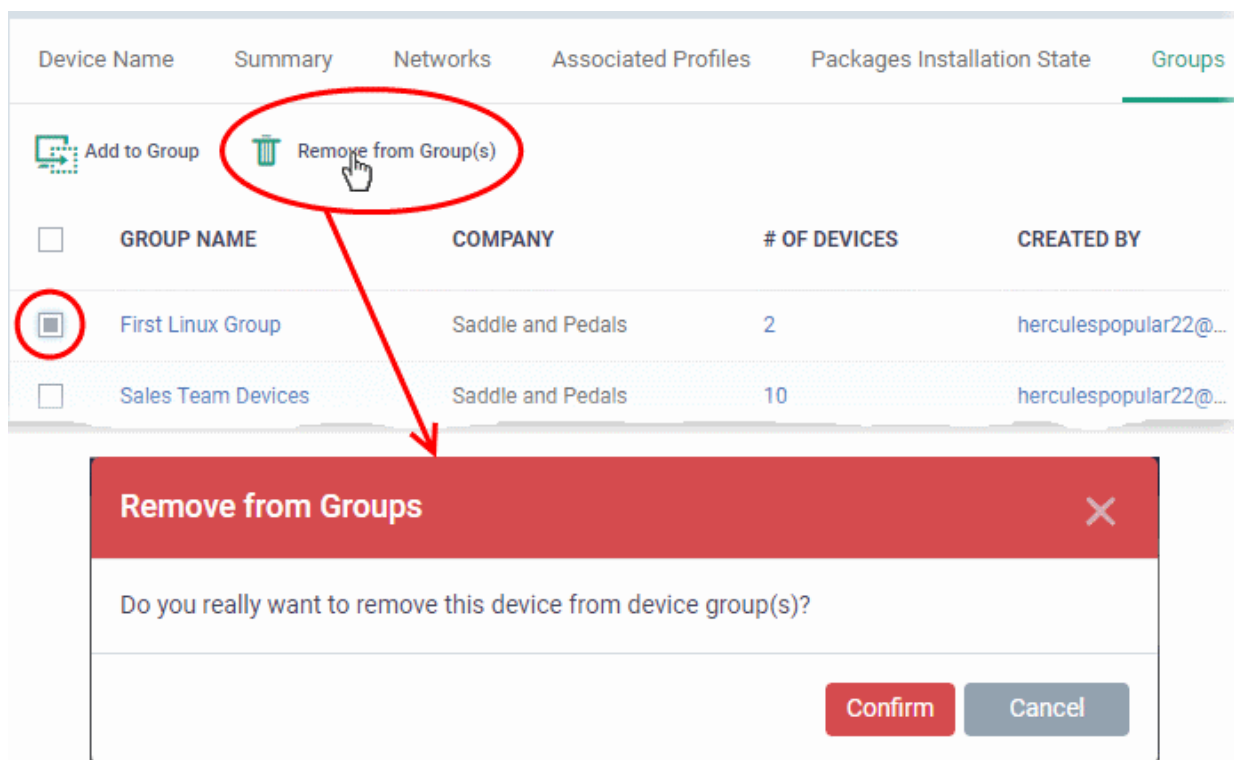 Device Name Summary Networks Associated Profiles Packages Installation State Groups
Add to Group Remove from Group(s)
GROUP NAME COMPANY # OF DEVICES CREATED BY
First Linux Group Saddle and Pedals 2 herculespopular22@...
Sales Team Devices Saddle and Pedals 10 herculespopular22@...
Remove from Groups
Do you really want to remove this device from device group(s)?
Confirm Cancel